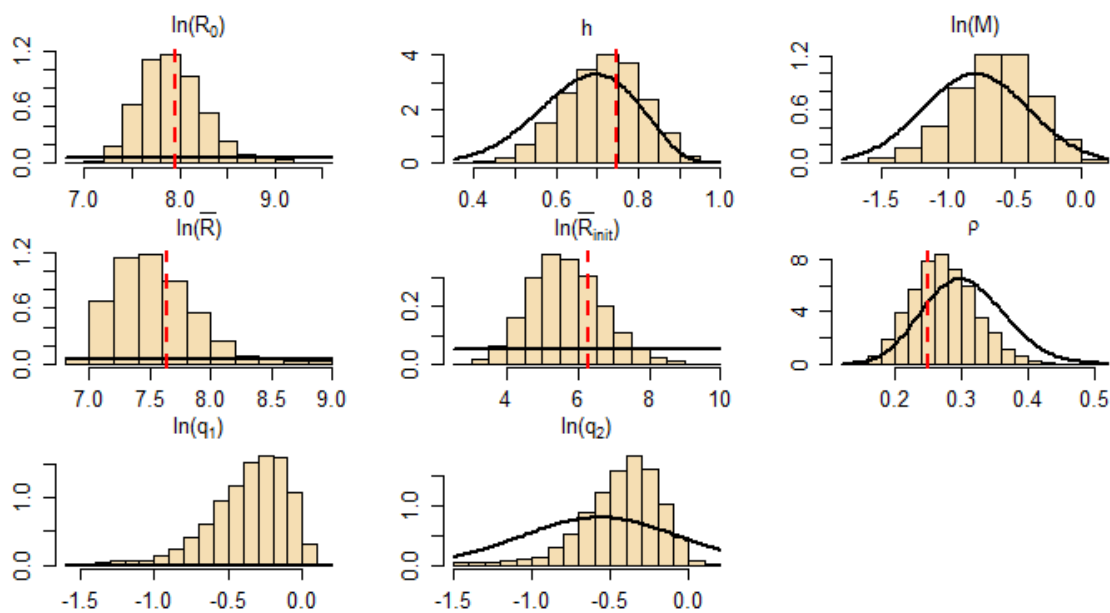 ln(R₀) h ln(M)
0.0 0.6 1.2
7.0 8.0 9.0
0 2 4
0.4 0.6 0.8 1.0
0.0 0.6 1.2
-1.5 -1.0 -0.5 0.0
ln(R̅) ln(R̅init) ρ
0.0 0.6 1.2
7.0 7.5 8.0 8.5 9.0
0.0 0.2
4 6 8 10
0 4 8
0.2 0.3 0.4 0.5
ln(q₁) ln(q₂)
0.0 1.0
-1.5 -1.0 -0.5 0.0
0.0 1.0
-1.5 -1.0 -0.5 0.0